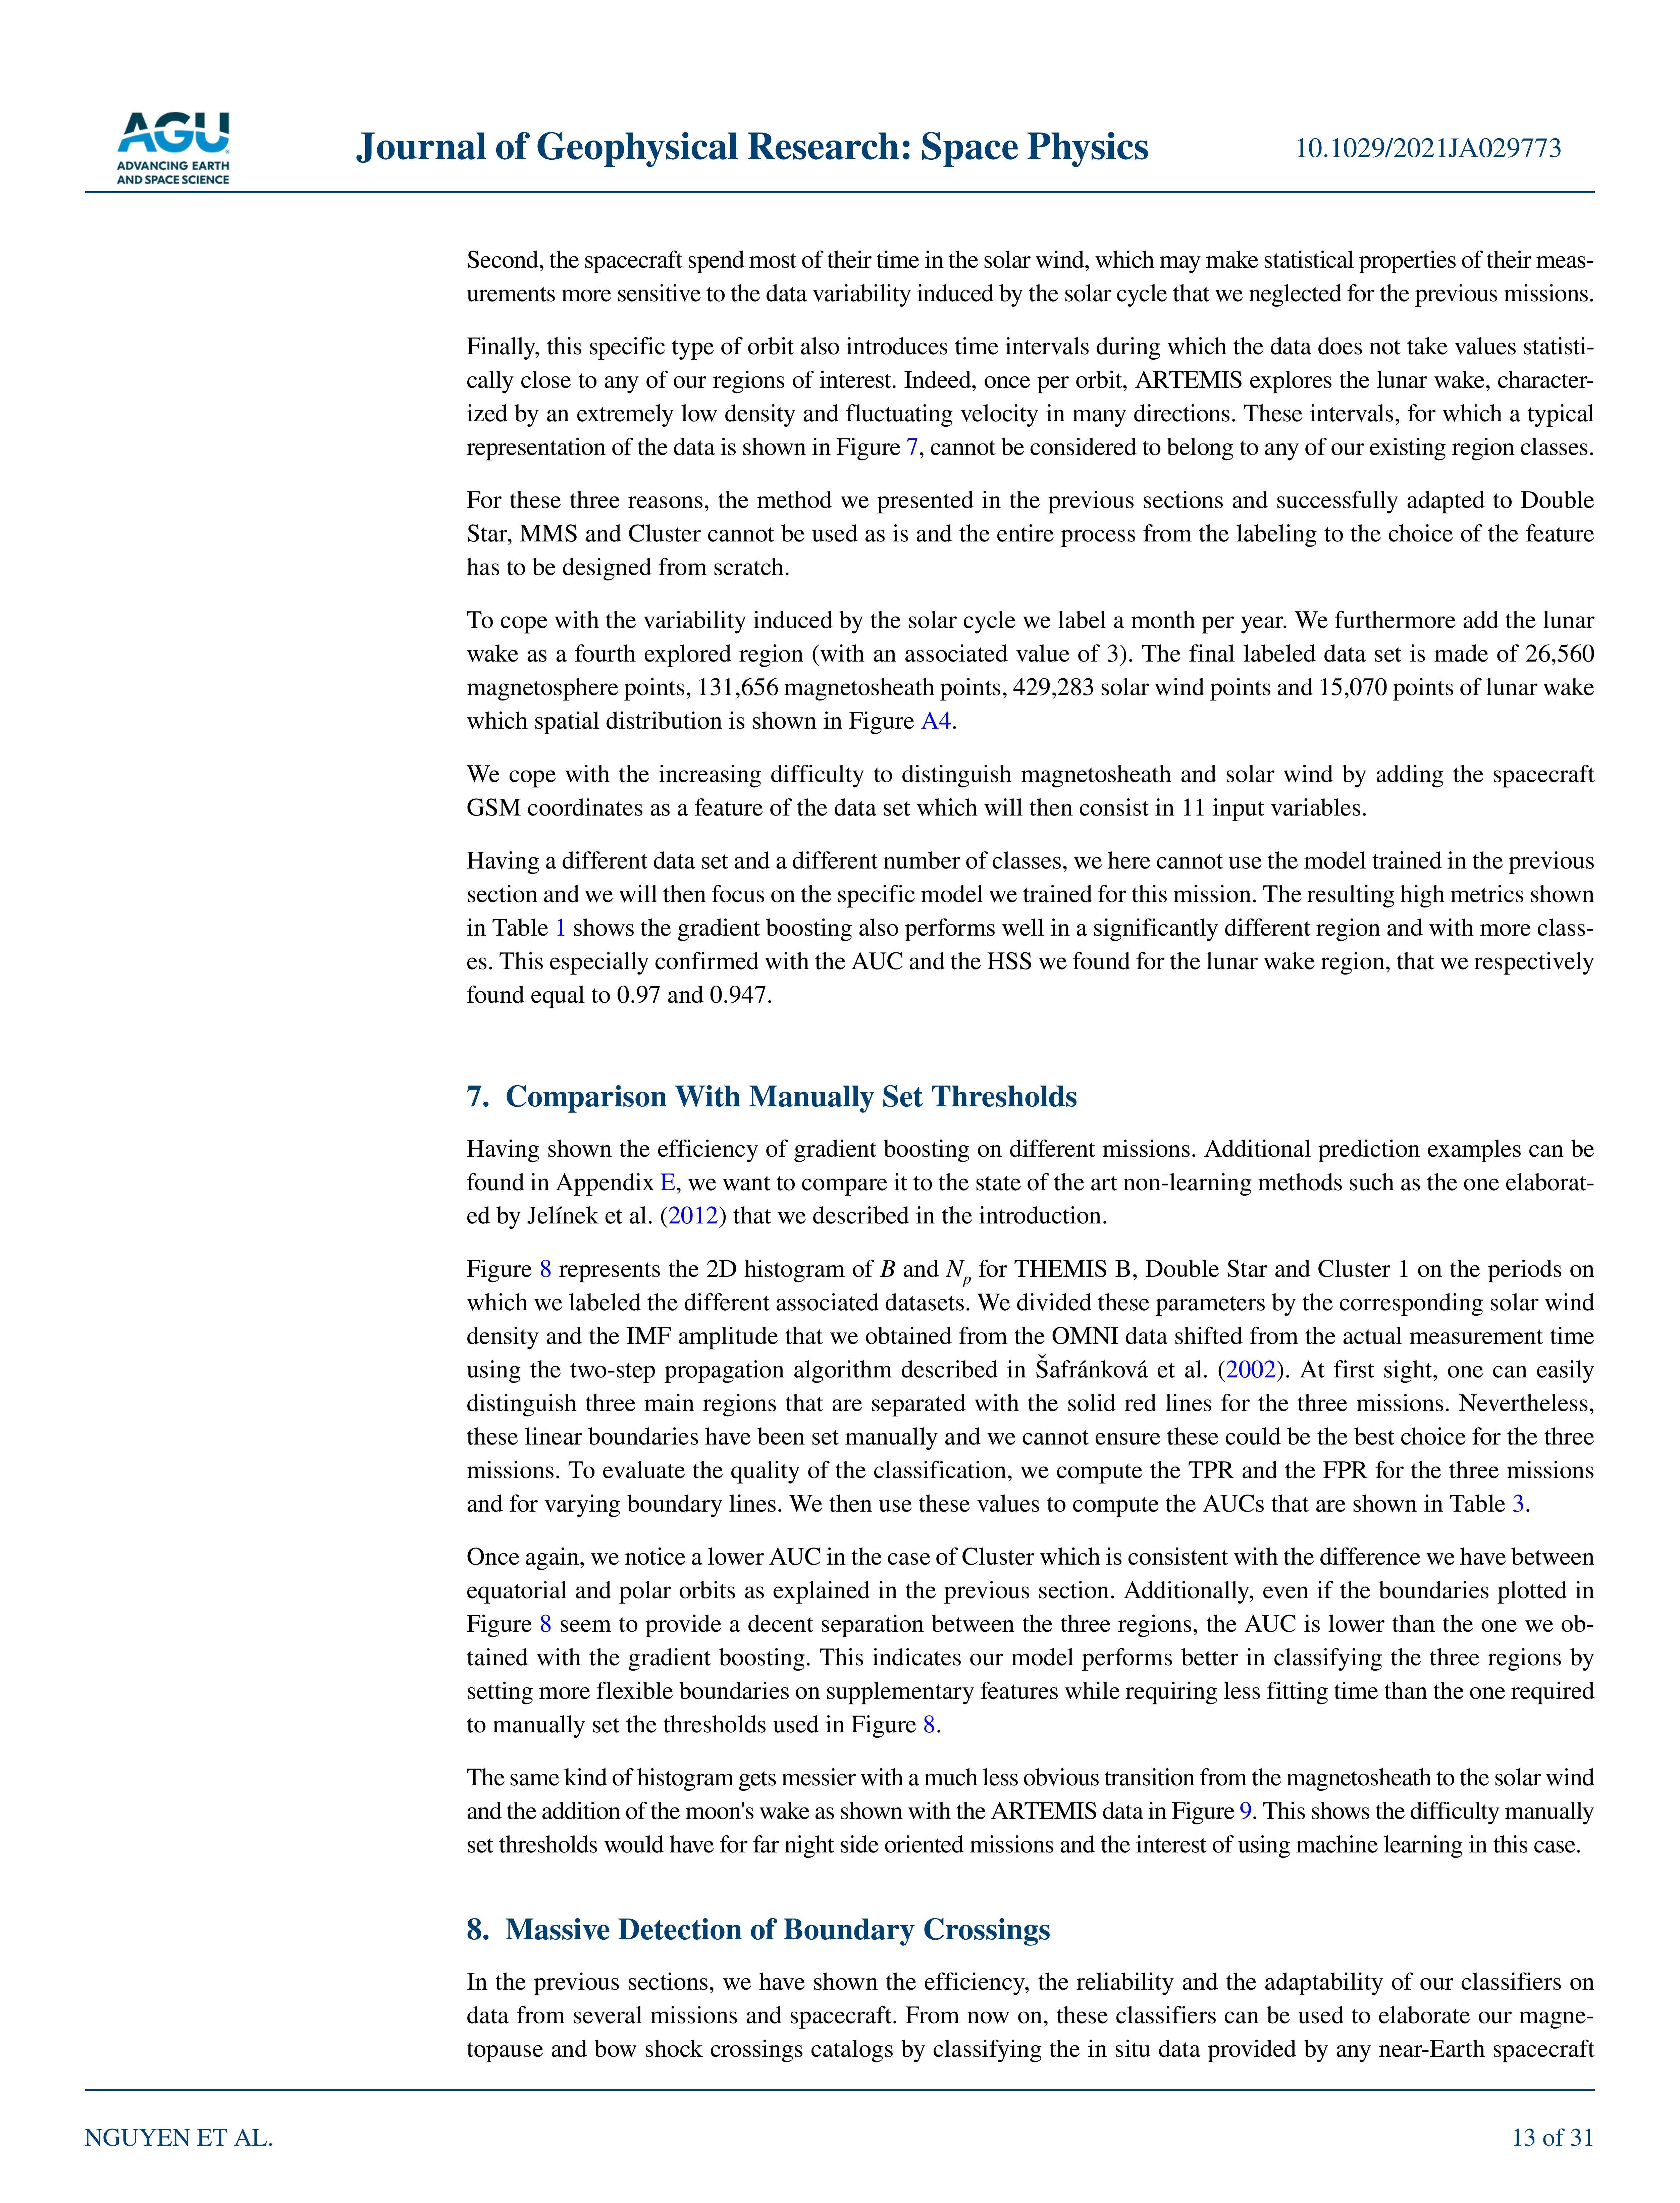 AGU
ADVANCING EARTH
AND SPACE SCIENCE
Journal of Geophysical Research: Space Physics
10.1029/2021JA029773
Second, the spacecraft spend most of their time in the solar wind, which may make statistical properties of their meas-
urements more sensitive to the data variability induced by the solar cycle that we neglected for the previous missions.
Finally, this specific type of orbit also introduces time intervals during which the data does not take values statisti-
cally close to any of our regions of interest. Indeed, once per orbit, ARTEMIS explores the lunar wake, character-
ized by an extremely low density and fluctuating velocity in many directions. These intervals, for which a typical
representation of the data is shown in Figure 7, cannot be considered to belong to any of our existing region classes.
For these three reasons, the method we presented in the previous sections and successfully adapted to Double
Star, MMS and Cluster cannot be used as is and the entire process from the labeling to the choice of the feature
has to be designed from scratch.
To cope with the variability induced by the solar cycle we label a month per year. We furthermore add the lunar
wake as a fourth explored region (with an associated value of 3). The final labeled data set is made of 26,560
magnetosphere points, 131,656 magnetosheath points, 429,283 solar wind points and 15,070 points of lunar wake
which spatial distribution is shown in Figure A4.
We cope with the increasing difficulty to distinguish magnetosheath and solar wind by adding the spacecraft
GSM coordinates as a feature of the data set which will then consist in 11 input variables.
Having a different data set and a different number of classes, we here cannot use the model trained in the previous
section and we will then focus on the specific model we trained for this mission. The resulting high metrics shown
in Table 1 shows the gradient boosting also performs well in a significantly different region and with more class-
es. This especially confirmed with the AUC and the HSS we found for the lunar wake region, that we respectively
found equal to 0.97 and 0.947.
7. Comparison With Manually Set Thresholds
Having shown the efficiency of gradient boosting on different missions. Additional prediction examples can be
found in Appendix E, we want to compare it to the state of the art non-learning methods such as the one elaborat-
ed by Jelínek et al. (2012) that we described in the introduction.
Figure 8 represents the 2D histogram of B and Np for THEMIS B, Double Star and Cluster 1 on the periods on
which we labeled the different associated datasets. We divided these parameters by the corresponding solar wind
density and the IMF amplitude that we obtained from the OMNI data shifted from the actual measurement time
using the two-step propagation algorithm described in Šafránková et al. (2002). At first sight, one can easily
distinguish three main regions that are separated with the solid red lines for the three missions. Nevertheless,
these linear boundaries have been set manually and we cannot ensure these could be the best choice for the three
missions. To evaluate the quality of the classification, we compute the TPR and the FPR for the three missions
and for varying boundary lines. We then use these values to compute the AUCs that are shown in Table 3.
Once again, we notice a lower AUC in the case of Cluster which is consistent with the difference we have between
equatorial and polar orbits as explained in the previous section. Additionally, even if the boundaries plotted in
Figure 8 seem to provide a decent separation between the three regions, the AUC is lower than the one we ob-
tained with the gradient boosting. This indicates our model performs better in classifying the three regions by
setting more flexible boundaries on supplementary features while requiring less fitting time than the one required
to manually set the thresholds used in Figure 8.
The same kind of histogram gets messier with a much less obvious transition from the magnetosheath to the solar wind
and the addition of the moon's wake as shown with the ARTEMIS data in Figure 9. This shows the difficulty manually
set thresholds would have for far night side oriented missions and the interest of using machine learning in this case.
8. Massive Detection of Boundary Crossings
In the previous sections, we have shown the efficiency, the reliability and the adaptability of our classifiers on
data from several missions and spacecraft. From now on, these classifiers can be used to elaborate our magne-
topause and bow shock crossings catalogs by classifying the in situ data provided by any near-Earth spacecraft
NGUYEN ET AL.
13 of 31